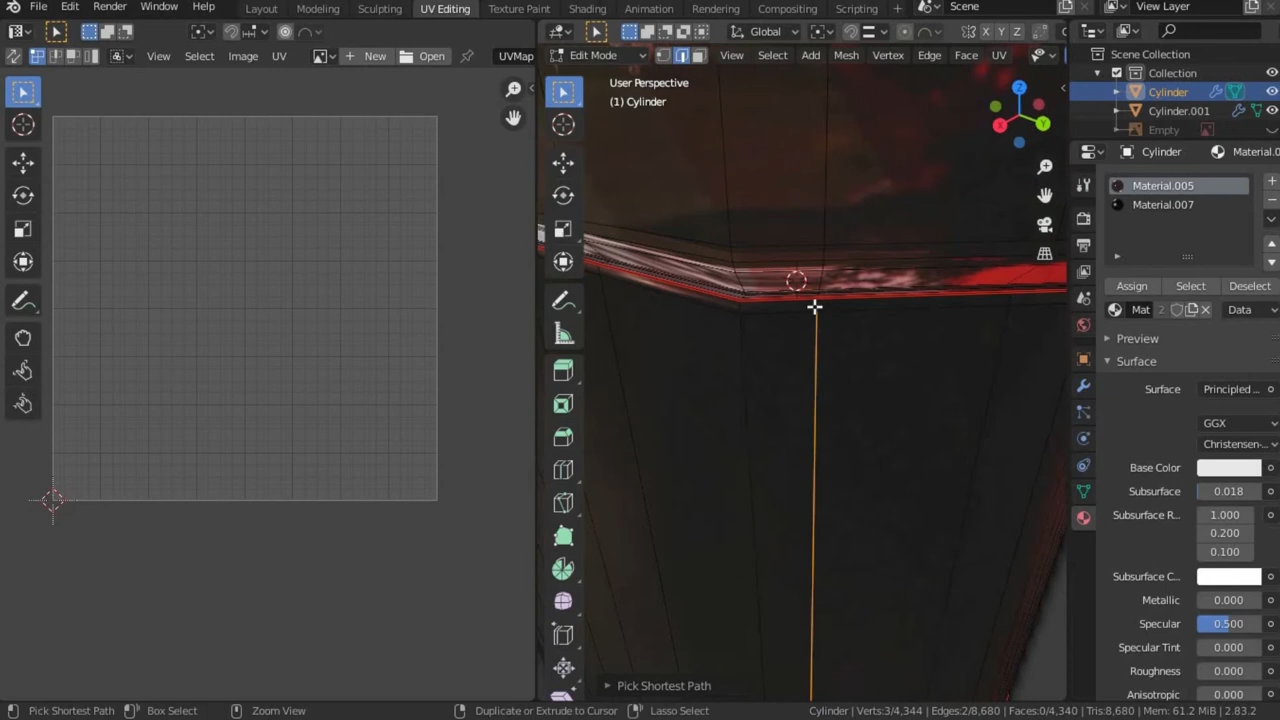 File Edit Render Window Help Layout Modeling Sculpting UV Editing Texture Paint Shading Animation Rendering Compositing Scripting + Scene View Layer
Global X Y Z
View Select Image UV New Open UVMap Edit Mode View Select Add Mesh Vertex Edge Face UV
Scene Collection
Collection
Cylinder
Cylinder.001
Empty
User Perspective
(1) Cylinder
Z
X
Y
Cylinder Material.0
Material.005
Material.007
Assign Select Deselect
Mat 2 Data
Preview
Surface
Surface Principled ...
GGX
Christensen-...
Base Color
Subsurface 0.018
Subsurface R... 1.000
0.200
0.100
Subsurface C...
Metallic 0.000
Specular 0.500
Specular Tint 0.000
Roughness 0.000
Anisotropic 0.000
Pick Shortest Path
Pick Shortest Path Box Select Zoom View Duplicate or Extrude to Cursor Lasso Select Cylinder | Verts:3/4,344 | Edges:2/8,680 | Faces:0/4,340 | Tris:8,680 | Mem: 61.2 MiB | 2.83.2